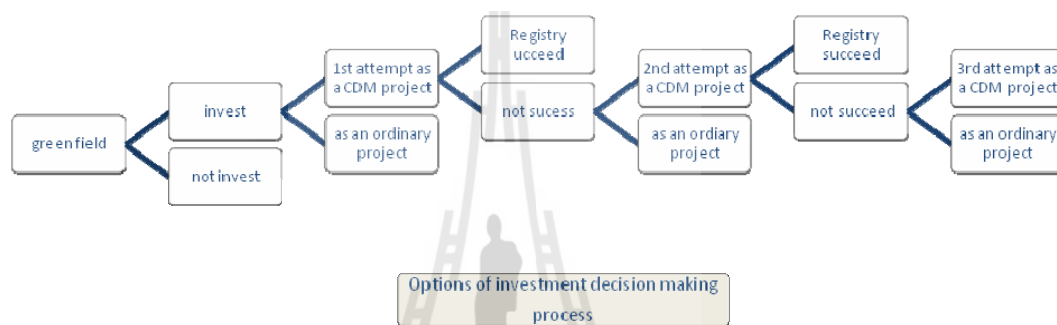 green field
invest
not invest
1st attempt as
a CDM project
as an ordinary
project
Registry
ucceed
not sucess
2nd attempt as
a CDM project
as an ordiary
project
Registry
succeed
not succeed
3rd attempt as
a CDM project
as an ordinary
project
Options of investment decision making
process